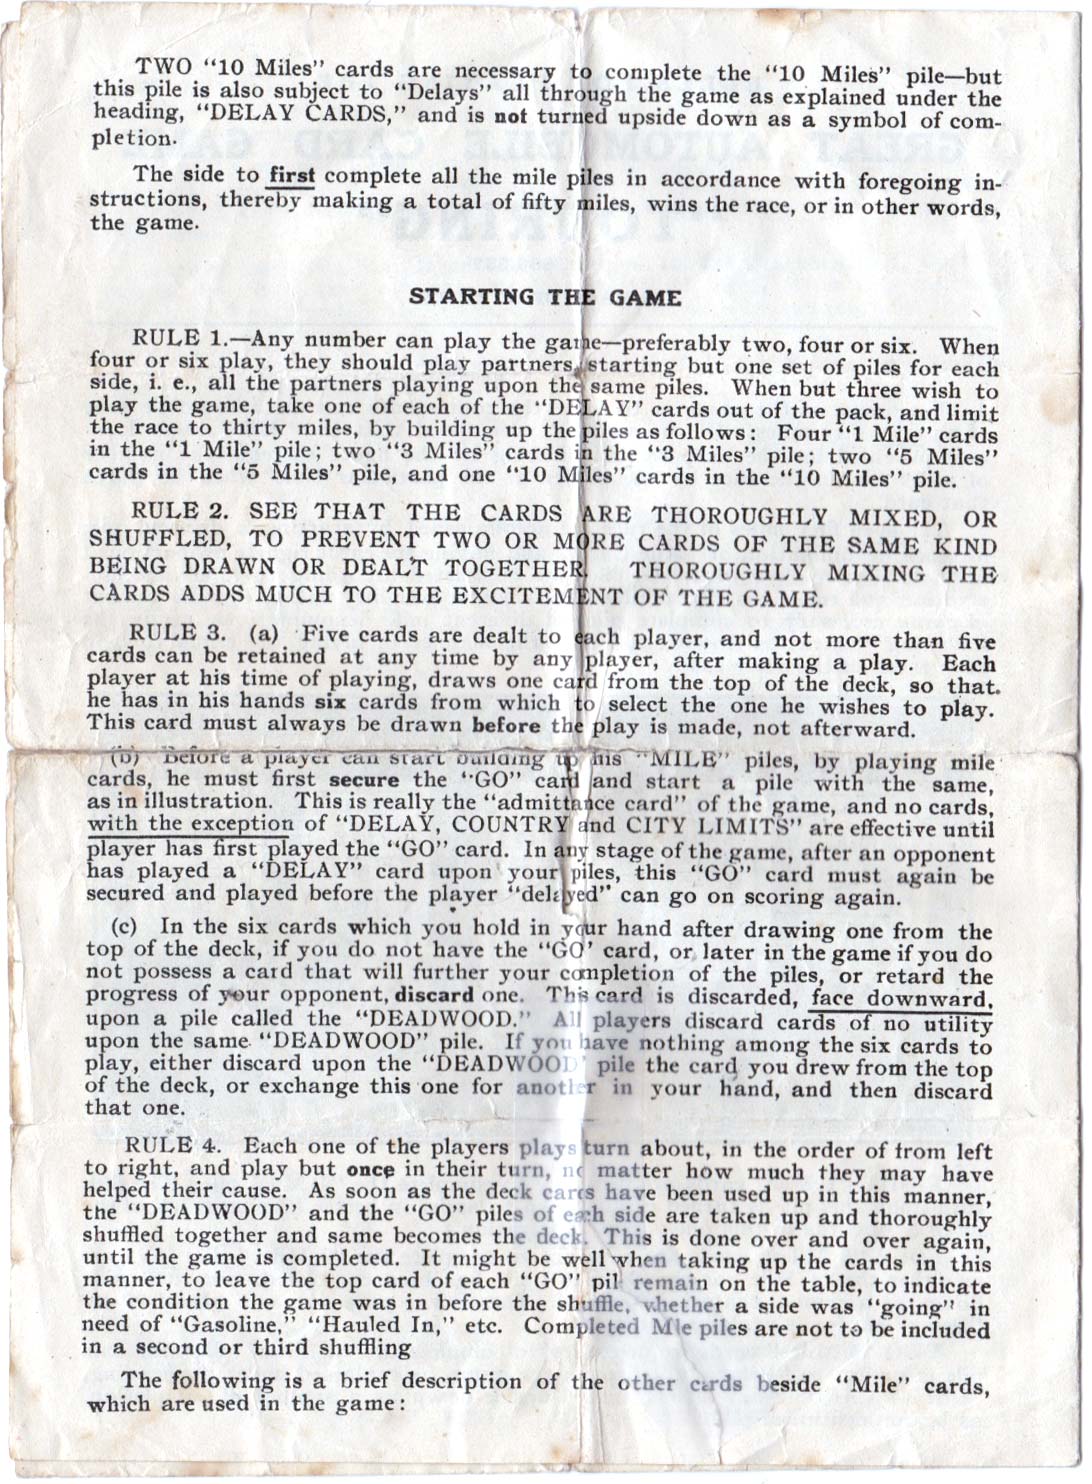 TWO “10 Miles” cards are necessary to complete the “10 Miles” pile—but
this pile is also subject to “Delays” all through the game as explained under the
heading, “DELAY CARDS,” and is not turned upside down as a symbol of com-
pletion.
The side to first complete all the mile piles in accordance with foregoing in-
structions, thereby making a total of fifty miles, wins the race, or in other words,
the game.
STARTING THE GAME
RULE 1.—Any number can play the game—preferably two, four or six. When
four or six play, they should play partners, starting but one set of piles for each
side, i. e., all the partners playing upon the same piles. When but three wish to
play the game, take one of each of the “DELAY” cards out of the pack, and limit
the race to thirty miles, by building up the piles as follows: Four “1 Mile” cards
in the “1 Mile” pile; two “3 Miles” cards in the “3 Miles” pile; two “5 Miles”
cards in the “5 Miles” pile, and one “10 Miles” cards in the “10 Miles” pile.
RULE 2. SEE THAT THE CARDS ARE THOROUGHLY MIXED, OR
SHUFFLED, TO PREVENT TWO OR MORE CARDS OF THE SAME KIND
BEING DRAWN OR DEALT TOGETHER. THOROUGHLY MIXING THE
CARDS ADDS MUCH TO THE EXCITEMENT OF THE GAME.
RULE 3. (a) Five cards are dealt to each player, and not more than five
cards can be retained at any time by any player, after making a play. Each
player at his time of playing, draws one card from the top of the deck, so that
he has in his hands six cards from which to select the one he wishes to play.
This card must always be drawn before the play is made, not afterward.
(b) Before a player can start building up his “MILE” piles, by playing mile
cards, he must first secure the “GO” card and start a pile with the same,
as in illustration. This is really the “admittance card” of the game, and no cards,
with the exception of “DELAY, COUNTRY and CITY LIMITS” are effective until
player has first played the “GO” card. In any stage of the game, after an opponent
has played a “DELAY” card upon your piles, this “GO” card must again be
secured and played before the player “delayed” can go on scoring again.
(c) In the six cards which you hold in your hand after drawing one from the
top of the deck, if you do not have the “GO’ card, or later in the game if you do
not possess a card that will further your completion of the piles, or retard the
progress of your opponent, discard one. This card is discarded, face downward,
upon a pile called the “DEADWOOD.” All players discard cards of no utility
upon the same “DEADWOOD” pile. If you have nothing among the six cards to
play, either discard upon the “DEADWOOD’ pile the card you drew from the top
of the deck, or exchange this one for another in your hand, and then discard
that one.
RULE 4. Each one of the players plays turn about, in the order of from left
to right, and play but once in their turn, no matter how much they may have
helped their cause. As soon as the deck cards have been used up in this manner,
the “DEADWOOD” and the “GO” piles of each side are taken up and thoroughly
shuffled together and same becomes the deck. This is done over and over again,
until the game is completed. It might be well when taking up the cards in this
manner, to leave the top card of each “GO” pil remain on the table, to indicate
the condition the game was in before the shuffle, whether a side was “going” in
need of “Gasoline,” “Hauled In,” etc. Completed Mile piles are not to be included
in a second or third shuffling
The following is a brief description of the other cards beside “Mile” cards,
which are used in the game: